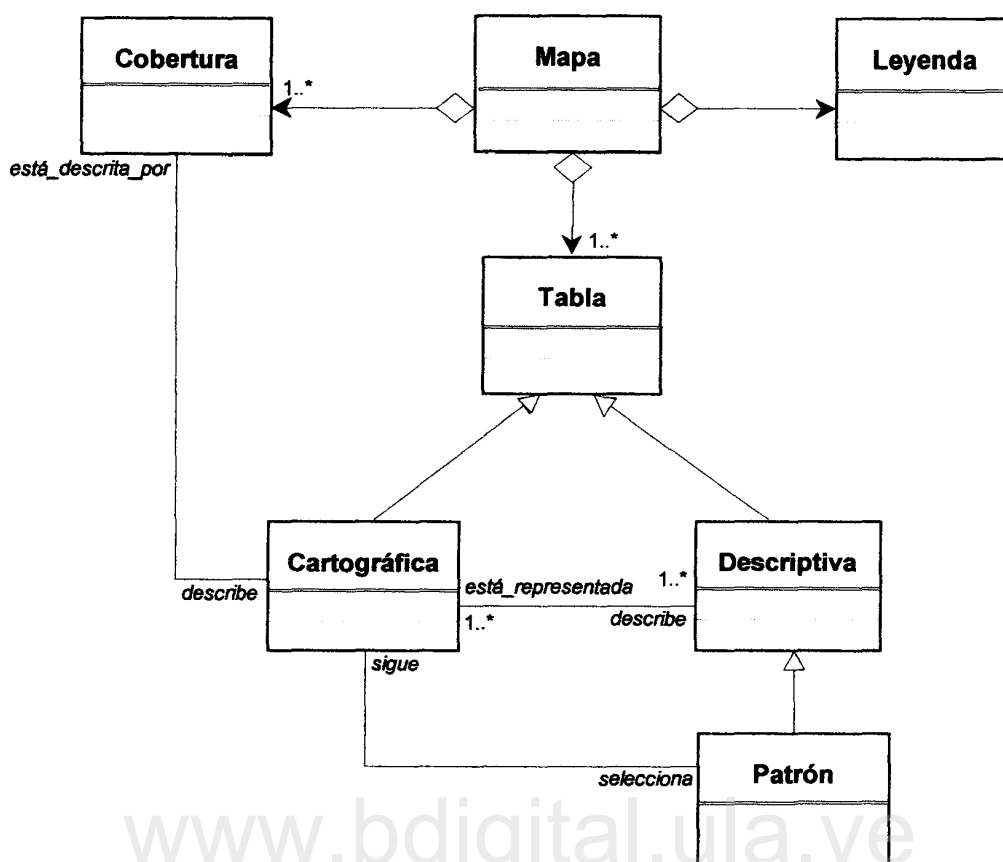 Cobertura
Mapa
Leyenda
1..*
está_descrita_por
1..*
Tabla
Cartográfica
Descriptiva
está_representada
1..*
describe
1..*
describe
sigue
selecciona
Patrón
www.bdigital.ula.ve